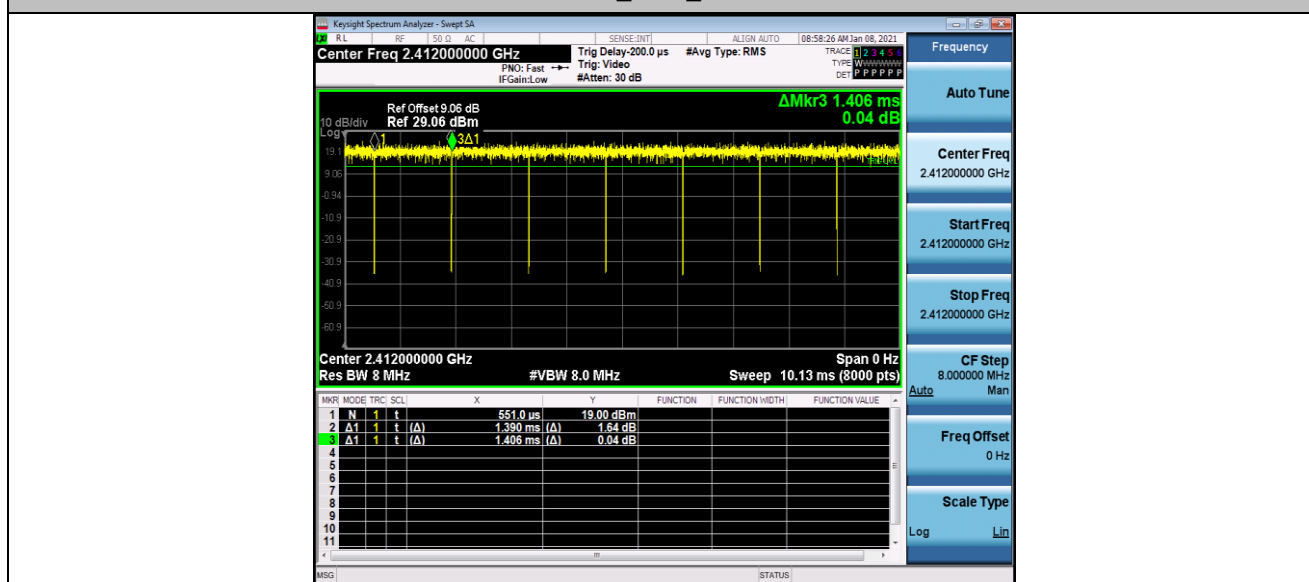 Keysight Spectrum Analyzer - Swept SA
RL RF 50 Ω AC SENSE:INT ALIGN AUTO 08:58:26 AM Jan 08, 2021
Center Freq 2.412000000 GHz
PNO: Fast
IFGain:Low
Trig Delay-200.0 µs
Trig: Video
#Atten: 30 dB
#Avg Type: RMS
TRACE 1 2 3 4 5 6
TYPE WWWWWW
DET P P P P P P
Ref Offset 9.06 dB
10 dB/div Ref 29.06 dBm
Log
ΔMkr3 1.406 ms
0.04 dB
1
3Δ1
19.1
9.06
-0.94
-10.9
-20.9
-30.9
-40.9
-50.9
-60.9
Center 2.412000000 GHz Span 0 Hz
Res BW 8 MHz #VBW 8.0 MHz Sweep 10.13 ms (8000 pts)
MKR MODE TRC SCL X Y FUNCTION FUNCTION WIDTH FUNCTION VALUE
1 N 1 t 551.0 µs 19.00 dBm
2 Δ1 1 t (Δ) 1.390 ms (Δ) 1.64 dB
3 Δ1 1 t (Δ) 1.406 ms (Δ) 0.04 dB
4
5
6
7
8
9
10
11
MSG STATUS
Frequency
Auto Tune
Center Freq
2.412000000 GHz
Start Freq
2.412000000 GHz
Stop Freq
2.412000000 GHz
CF Step
8.000000 MHz
Auto Man
Freq Offset
0 Hz
Scale Type
Log Lin